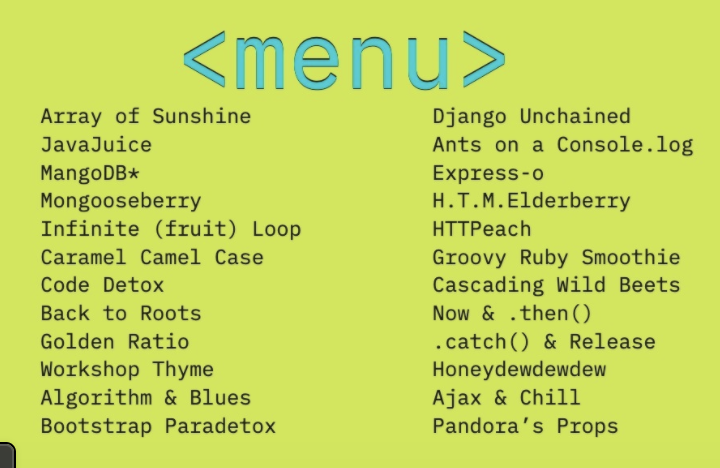 <menu>
Array of Sunshine
JavaJuice
MangoDB*
Mongooseberry
Infinite (fruit) Loop
Caramel Camel Case
Code Detox
Back to Roots
Golden Ratio
Workshop Thyme
Algorithm & Blues
Bootstrap Paradetox
Django Unchained
Ants on a Console.log
Express-o
H.T.M.Elderberry
HTTPeach
Groovy Ruby Smoothie
Cascading Wild Beets
Now & .then()
.catch() & Release
Honeydewdewdew
Ajax & Chill
Pandora’s Props